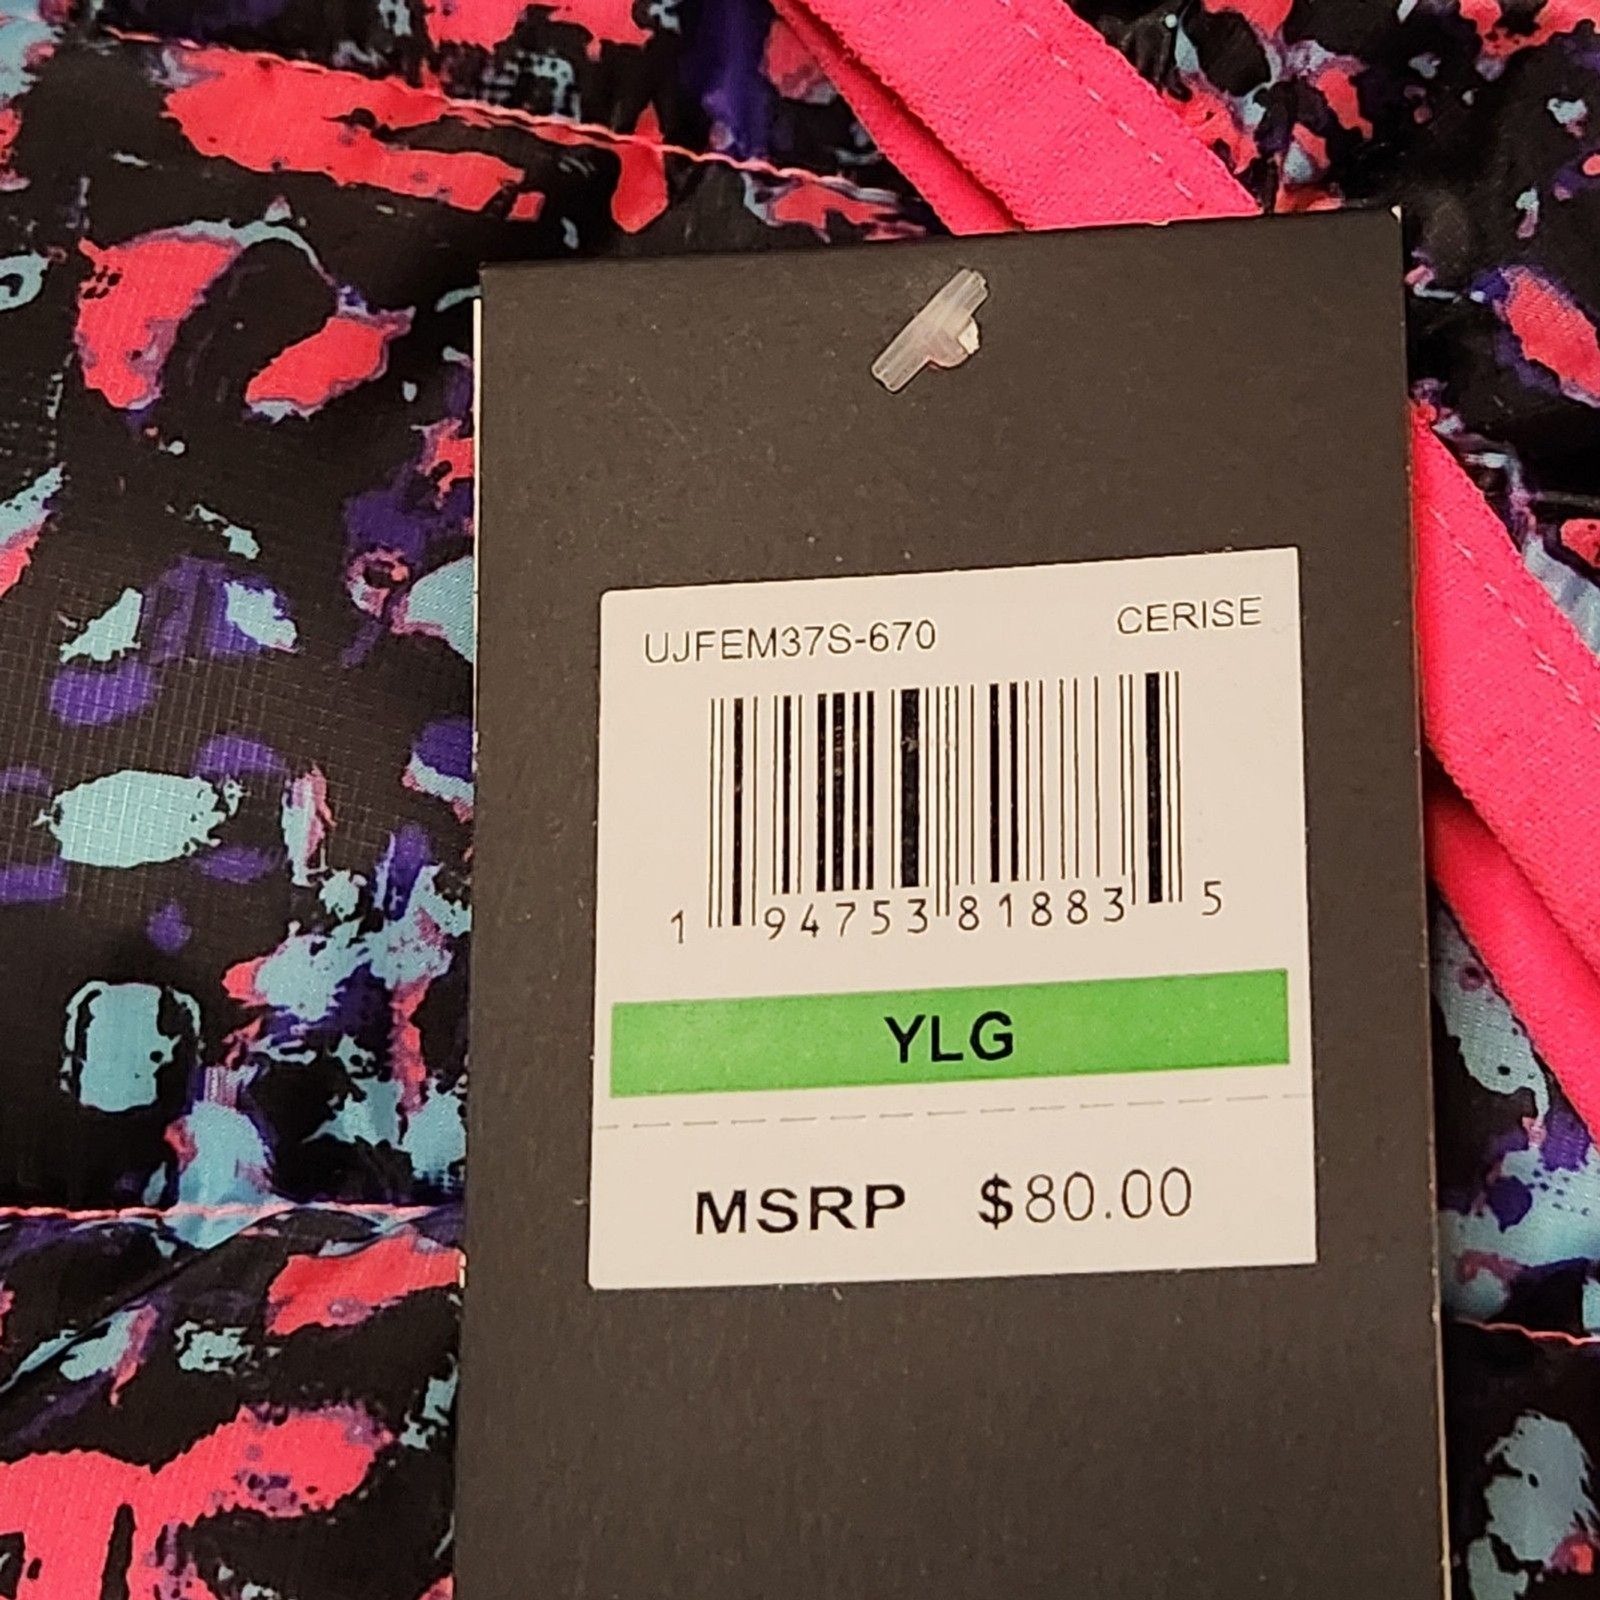 UJFEM37S-670 CERISE
1 94753 81883 5
YLG
MSRP $80.00